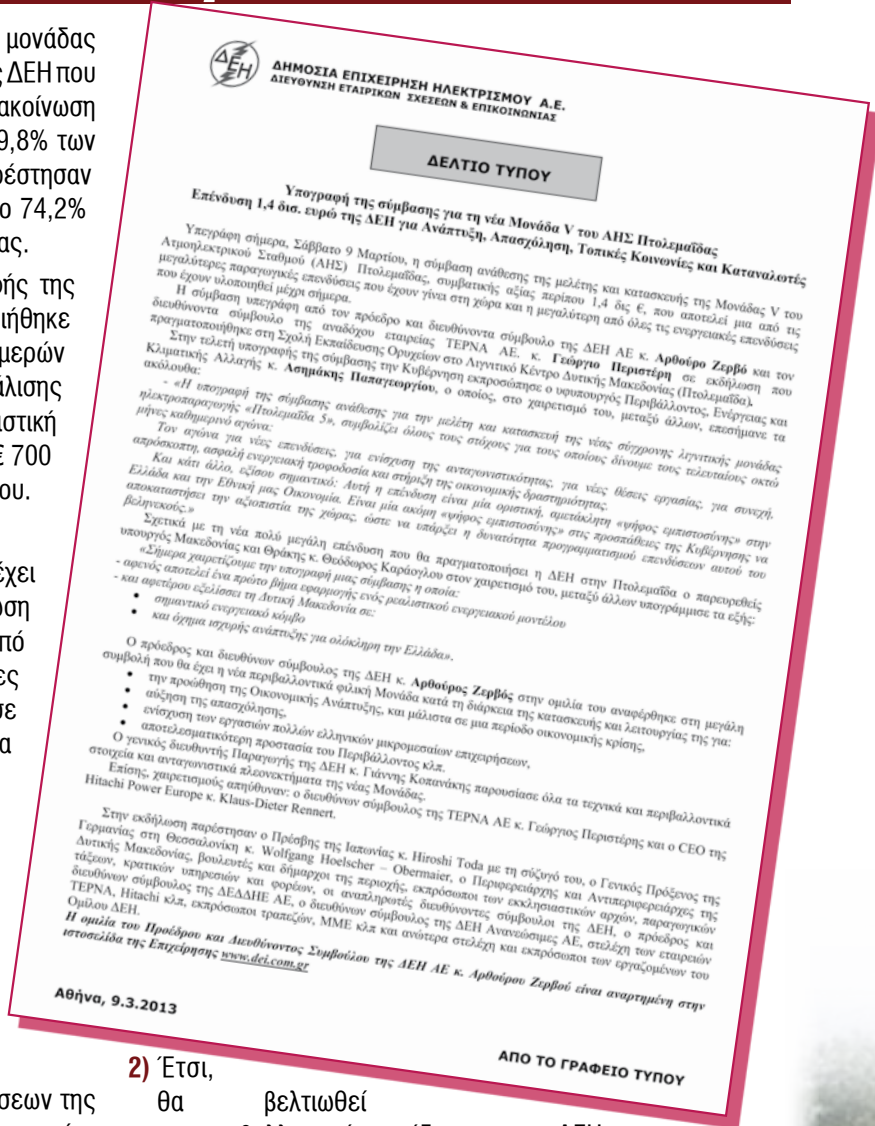 μονάδας
ς ΔΕΗ που
ακοίνωση
9,8% των
ρέστησαν
ο 74,2%
ας.
φής της
ιήθηκε
μερών
άλισης
ιστική
€ 700
ου.
έχει
ωση
πό
ες
σε
α
ΔΕΗ
ΔΗΜΟΣΙΑ ΕΠΙΧΕΙΡΗΣΗ ΗΛΕΚΤΡΙΣΜΟΥ Α.Ε.
ΔΙΕΥΘΥΝΣΗ ΕΤΑΙΡΙΚΩΝ ΣΧΕΣΕΩΝ & ΕΠΙΚΟΙΝΩΝΙΑΣ
ΔΕΛΤΙΟ ΤΥΠΟΥ
Υπογραφή της σύμβασης για τη νέα Μονάδα V του ΑΗΣ Πτολεμαΐδας
Επένδυση 1,4 δισ. ευρώ της ΔΕΗ για Ανάπτυξη, Απασχόληση, Τοπικές Κοινωνίες και Καταναλωτές
Υπεγράφη σήμερα, Σάββατο 9 Μαρτίου, η σύμβαση ανάθεσης της μελέτης και κατασκευής της Μονάδας V του
Ατμοηλεκτρικού Σταθμού (ΑΗΣ) Πτολεμαΐδας, συμβατικής αξίας περίπου 1,4 δις €, που αποτελεί μια από τις
μεγαλύτερες παραγωγικές επενδύσεις που έχουν γίνει στη χώρα και η μεγαλύτερη από όλες τις ενεργειακές επενδύσεις
που έχουν υλοποιηθεί μέχρι σήμερα.
Η σύμβαση υπεγράφη από τον πρόεδρο και διευθύνοντα σύμβουλο της ΔΕΗ ΑΕ κ. Αρθούρο Ζερβό και τον
διευθύνοντα σύμβουλο της αναδόχου εταιρείας ΤΕΡΝΑ ΑΕ, κ. Γεώργιο Περιστέρη σε εκδήλωση που
πραγματοποιήθηκε στη Σχολή Εκπαίδευσης Ορυχείων στο Λιγνιτικό Κέντρο Δυτικής Μακεδονίας (Πτολεμαΐδα).
Στην τελετή υπογραφής της σύμβασης την Κυβέρνηση εκπροσώπησε ο υφυπουργός Περιβάλλοντος, Ενέργειας και
Κλιματικής Αλλαγής κ. Ασημάκης Παπαγεωργίου, ο οποίος, στο χαιρετισμό του, μεταξύ άλλων, επεσήμανε τα
ακόλουθα:
- «Η υπογραφή της σύμβασης ανάθεσης για την μελέτη και κατασκευή της νέας σύγχρονης λιγνιτικής μονάδας
ηλεκτροπαραγωγής «Πτολεμαΐδα 5», συμβολίζει όλους τους στόχους για τους οποίους δίνουμε τους τελευταίους οκτώ
μήνες καθημερινό αγώνα:
Τον αγώνα για νέες επενδύσεις, για ενίσχυση της ανταγωνιστικότητας, για νέες θέσεις εργασίας, για συνεχή,
απρόσκοπτη, ασφαλή ενεργειακή τροφοδοσία και στήριξη της οικονομικής δραστηριότητας.
Και κάτι άλλο, εξίσου σημαντικό: Αυτή η επένδυση είναι μία οριστική, αμετάκλητη «ψήφος εμπιστοσύνης» στην
Ελλάδα και την Εθνική μας Οικονομία. Είναι μία ακόμη «ψήφος εμπιστοσύνης» στις προσπάθειες της Κυβέρνησης να
αποκαταστήσει την αξιοπιστία της χώρας, ώστε να υπάρξει η δυνατότητα προγραμματισμού επενδύσεων αυτού του
βεληνεκούς.»
Σχετικά με τη νέα πολύ μεγάλη επένδυση που θα πραγματοποιήσει η ΔΕΗ στην Πτολεμαΐδα ο παρευρεθείς
υπουργός Μακεδονίας και Θράκης κ. Θεόδωρος Καράογλου στον χαιρετισμό του, μεταξύ άλλων υπογράμμισε τα εξής:
«Σήμερα χαιρετίζουμε την υπογραφή μιας σύμβασης η οποία:
- αφενός αποτελεί ένα πρώτο βήμα εφαρμογής ενός ρεαλιστικού ενεργειακού μοντέλου
- και αφετέρου εξελίσσει τη Δυτική Μακεδονία σε:
• σημαντικό ενεργειακό κόμβο
• και όχημα ισχυρής ανάπτυξης για ολόκληρη την Ελλάδα».
Ο πρόεδρος και διευθύνων σύμβουλος της ΔΕΗ κ. Αρθούρος Ζερβός στην ομιλία του αναφέρθηκε στη μεγάλη
συμβολή που θα έχει η νέα περιβαλλοντικά φιλική Μονάδα κατά τη διάρκεια της κατασκευής και λειτουργίας της για:
• την προώθηση της Οικονομικής Ανάπτυξης, και μάλιστα σε μια περίοδο οικονομικής κρίσης,
• αύξηση της απασχόλησης,
• ενίσχυση των εργασιών πολλών ελληνικών μικρομεσαίων επιχειρήσεων,
• αποτελεσματικότερη προστασία του Περιβάλλοντος κλπ.
Ο γενικός διευθυντής Παραγωγής της ΔΕΗ κ. Γιάννης Κοπανάκης παρουσίασε όλα τα τεχνικά και περιβαλλοντικά
στοιχεία και ανταγωνιστικά πλεονεκτήματα της νέας Μονάδας.
Επίσης, χαιρετισμούς απηύθυναν: ο διευθύνων σύμβουλος της ΤΕΡΝΑ ΑΕ κ. Γεώργιος Περιστέρης και ο CEO της
Hitachi Power Europe κ. Klaus-Dieter Rennert.
Στην εκδήλωση παρέστησαν ο Πρέσβης της Ιαπωνίας κ. Hiroshi Toda με τη σύζυγό του, ο Γενικός Πρόξενος της
Γερμανίας στη Θεσσαλονίκη κ. Wolfgang Hoelscher – Obermaier, ο Περιφερειάρχης και Αντιπεριφερειάρχες της
Δυτικής Μακεδονίας, βουλευτές και δήμαρχοι της περιοχής, εκπρόσωποι των εκκλησιαστικών αρχών, παραγωγικών
τάξεων, κρατικών υπηρεσιών και φορέων, οι αναπληρωτές διευθύνοντες σύμβουλοι της ΔΕΗ, ο πρόεδρος και
διευθύνων σύμβουλος της ΔΕΔΔΗΕ ΑΕ, ο διευθύνων σύμβουλος της ΔΕΗ Ανανεώσιμες ΑΕ, στελέχη των εταιρειών
ΤΕΡΝΑ, Hitachi κλπ, εκπρόσωποι τραπεζών, ΜΜΕ κλπ και ανώτερα στελέχη και εκπρόσωποι των εργαζομένων του
Ομίλου ΔΕΗ.
Η ομιλία του Προέδρου και Διευθύνοντος Συμβούλου της ΔΕΗ ΑΕ κ. Αρθούρου Ζερβού είναι αναρτημένη στην
ιστοσελίδα της Επιχείρησης www.dei.com.gr
Αθήνα, 9.3.2013
ΑΠΟ ΤΟ ΓΡΑΦΕΙΟ ΤΥΠΟΥ
σεων της
2) Έτσι,
θα βελτιωθεί